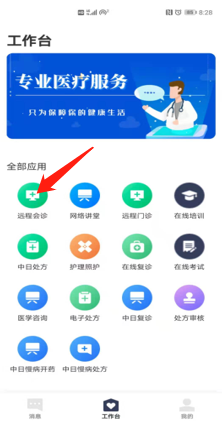 8:28
工作台
专业医疗服务
只为保障您的健康生活
全部应用
远程会诊 网络讲堂 远程门诊 在线培训
中日处方 护理照护 在线复诊 在线考试
医学咨询 电子处方 中日复诊 处方审核
中日慢病开药 中日慢病处方
消息 工作台 我的